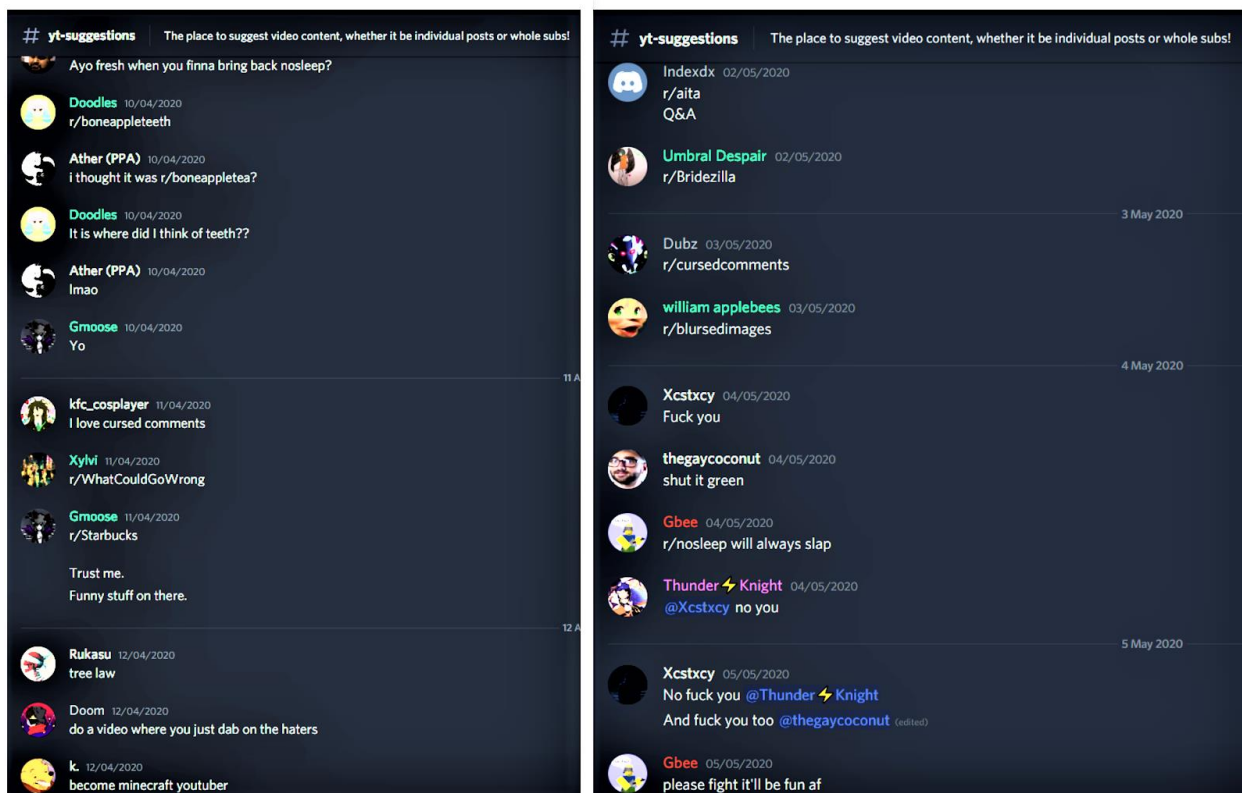 # yt-suggestions The place to suggest video content, whether it be individual posts or whole subs!
Ayo fresh when you finna bring back nosleep?
Doodles 10/04/2020
r/boneappleteeth
Ather (PPA) 10/04/2020
i thought it was r/boneappletea?
Doodles 10/04/2020
It is where did I think of teeth??
Ather (PPA) 10/04/2020
lmao
Gmoose 10/04/2020
Yo
11 A
kfc_cosplayer 11/04/2020
I love cursed comments
Xylvi 11/04/2020
r/WhatCouldGoWrong
Gmoose 11/04/2020
r/Starbucks
Trust me.
Funny stuff on there.
12 A
Rukasu 12/04/2020
tree law
Doom 12/04/2020
do a video where you just dab on the haters
k. 12/04/2020
become minecraft youtuber
# yt-suggestions The place to suggest video content, whether it be individual posts or whole subs!
Indexdx 02/05/2020
r/aita
Q&A
Umbral Despair 02/05/2020
r/Bridezilla
3 May 2020
Dubz 03/05/2020
r/cursedcomments
william applebees 03/05/2020
r/blursedimages
4 May 2020
Xcstxcy 04/05/2020
Fuck you
thegaycoconut 04/05/2020
shut it green
Gbee 04/05/2020
r/nosleep will always slap
Thunder⚡Knight 04/05/2020
@Xcstxcy no you
5 May 2020
Xcstxcy 05/05/2020
No fuck you @Thunder⚡Knight
And fuck you too @thegaycoconut (edited)
Gbee 05/05/2020
please fight it'll be fun af